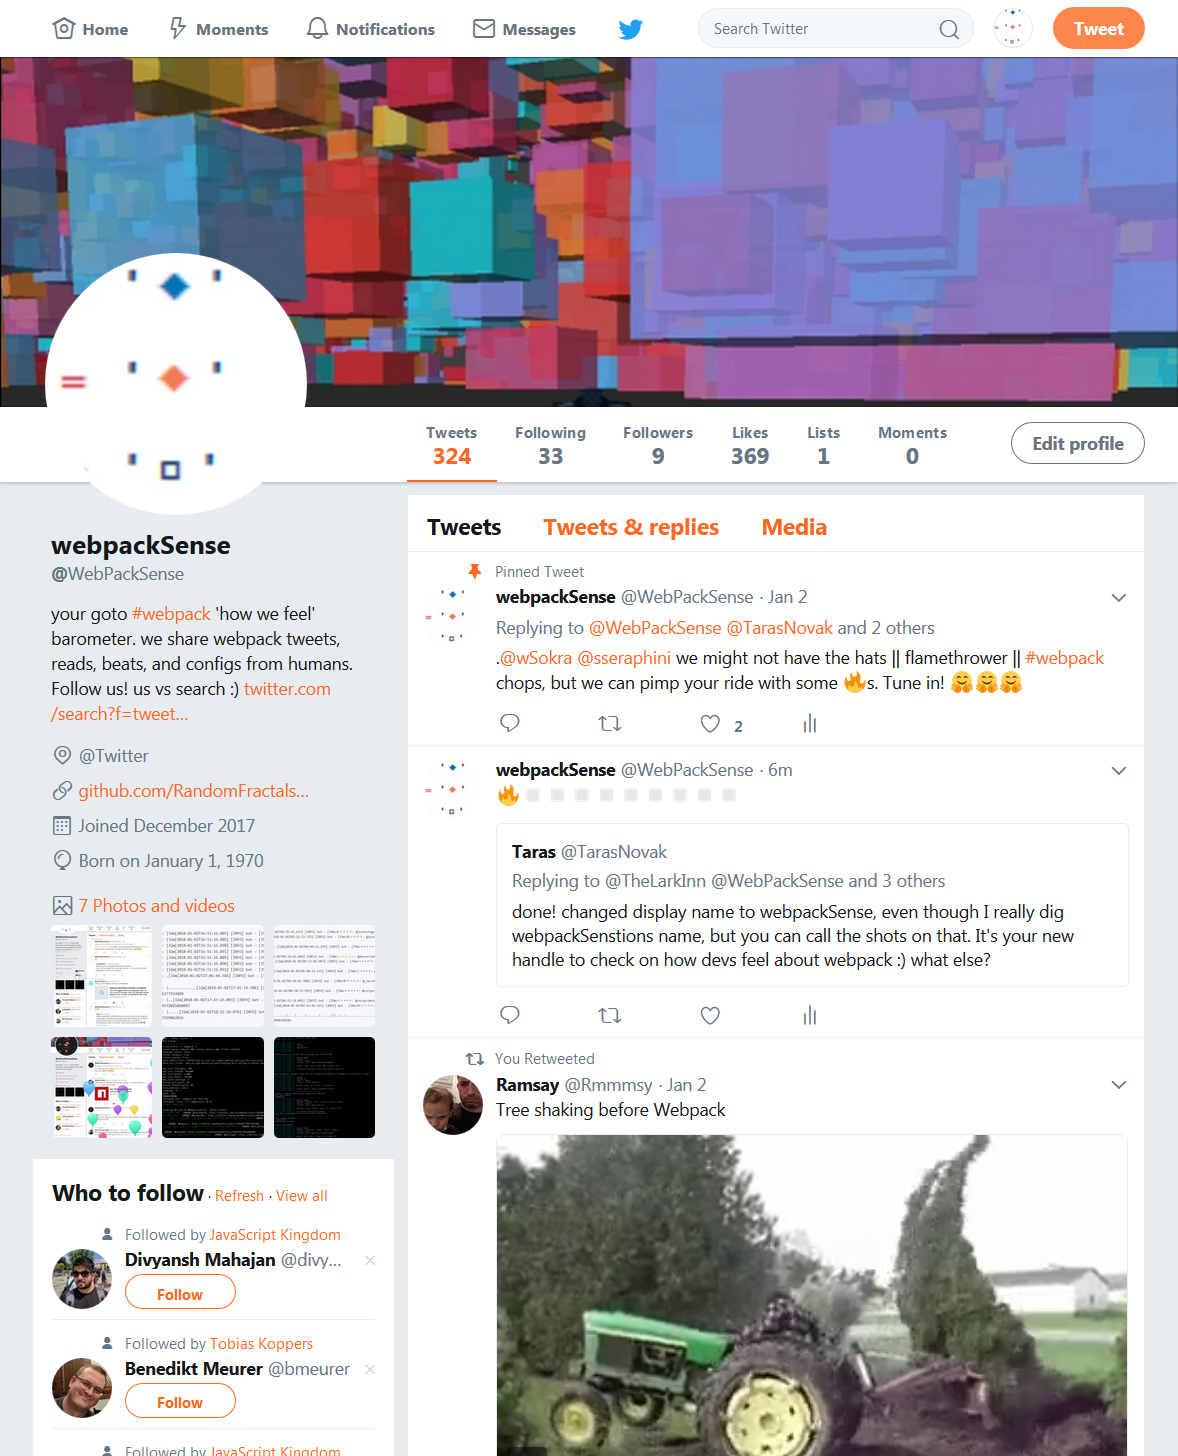 Home
Moments
Notifications
Messages
Search Twitter
Tweet
Tweets
324
Following
33
Followers
9
Likes
369
Lists
1
Moments
0
Edit profile
webpackSense
@WebPackSense
your goto #webpack 'how we feel'
barometer. we share webpack tweets,
reads, beats, and configs from humans.
Follow us! us vs search :) twitter.com
/search?f=tweet...
@Twitter
github.com/RandomFractals...
Joined December 2017
Born on January 1, 1970
7 Photos and videos
Who to follow · Refresh · View all
Followed by JavaScript Kingdom
Divyansh Mahajan @divy...
Follow
Followed by Tobias Koppers
Benedikt Meurer @bmeurer
Follow
Followed by JavaScript Kingdom
Tweets
Tweets & replies
Media
Pinned Tweet
webpackSense @WebPackSense · Jan 2
Replying to @WebPackSense @TarasNovak and 2 others
.@wSokra @sseraphini we might not have the hats || flamethrower || #webpack
chops, but we can pimp your ride with some 🔥s. Tune in! 🤗🤗🤗
2
webpackSense @WebPackSense · 6m
🔥
Taras @TarasNovak
Replying to @TheLarkInn @WebPackSense and 3 others
done! changed display name to webpackSense, even though I really dig
webpackSenstions name, but you can call the shots on that. It's your new
handle to check on how devs feel about webpack :) what else?
You Retweeted
Ramsay @Rmmmsy · Jan 2
Tree shaking before Webpack